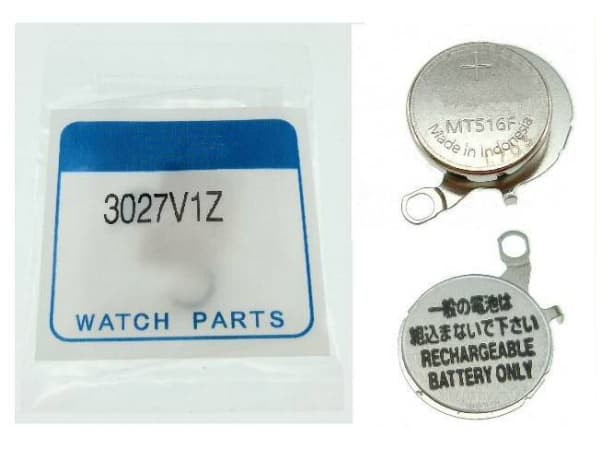 3027V1Z
WATCH PARTS
+
MT516F
Made in Indonesia
一般の電池は
組込まないで下さい
RECHARGEABLE
BATTERY ONLY